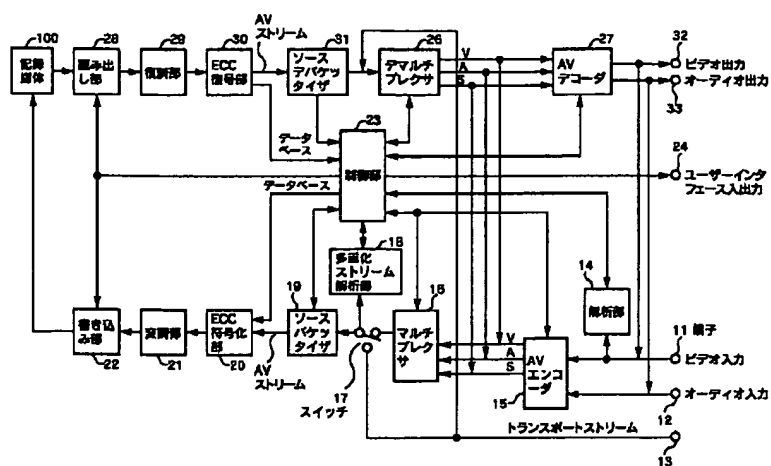 100
記録
媒体
28
読み出
し部
29
復調部
30
ECC
復号部
AV
ストリーム
31
ソース
デパケッ
タイザ
26
デマルチ
プレクサ
V
A
S
27
AV
デコーダ
32
ビデオ出力
オーディオ出力
33
データ
ベース
23
制御部
24
ユーザーインタ
フェース入出力
データベース
18
多重化
ストリーム
解析部
14
解析部
19
ソース
パケッ
タイザ
16
マルチ
プレク
サ
V
A
S
AV
エンコ
ーダ
15
11 端子
ビデオ入力
オーディオ入力
12
書き込
み部
22
変調部
21
ECC
符号化
部
20
AV
ストリーム
17
スイッチ
トランスポートストリーム
13